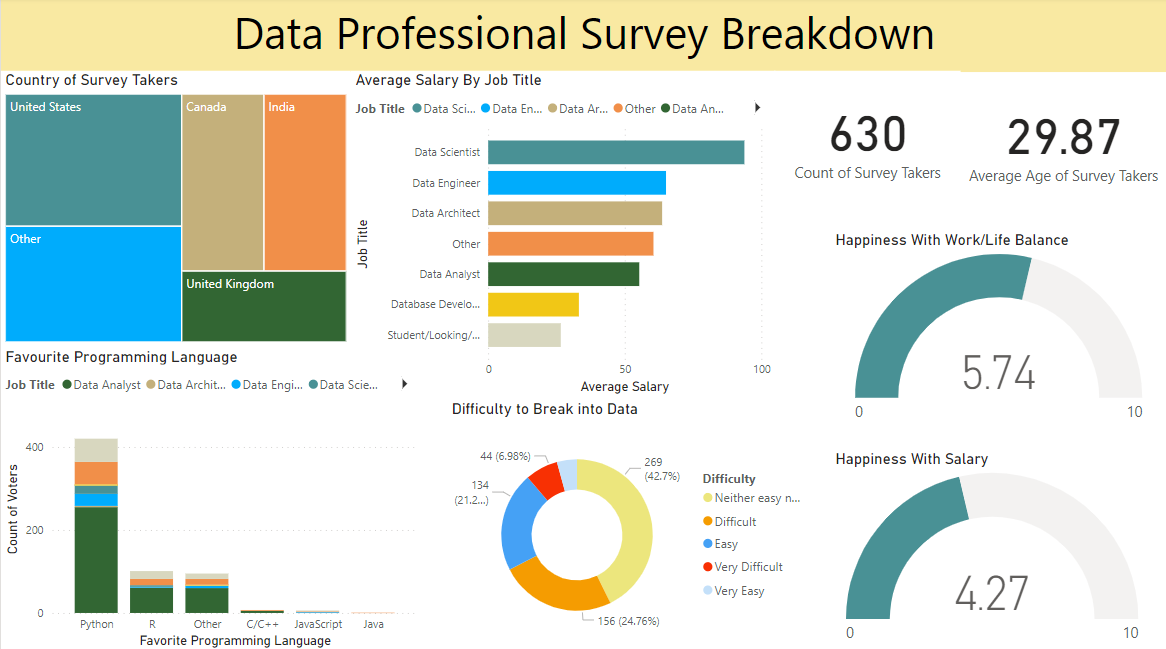 Data Professional Survey Breakdown
Country of Survey Takers
United States
Canada
India
Other
United Kingdom
Average Salary By Job Title
Job Title Data Sci... Data En... Data Ar... Other Data An...
Job Title
Data Scientist
Data Engineer
Data Architect
Other
Data Analyst
Database Develo...
Student/Looking/...
0 50 100
Average Salary
630
Count of Survey Takers
29.87
Average Age of Survey Takers
Happiness With Work/Life Balance
5.74
0 10
Favourite Programming Language
Job Title Data Analyst Data Archit... Data Engi... Data Scie...
Count of Voters
400
200
0
Python R Other C/C++ JavaScript Java
Favorite Programming Language
Difficulty to Break into Data
44 (6.98%)
269
(42.7%)
134
(21.2...)
156 (24.76%)
Difficulty
Neither easy n...
Difficult
Easy
Very Difficult
Very Easy
Happiness With Salary
4.27
0 10